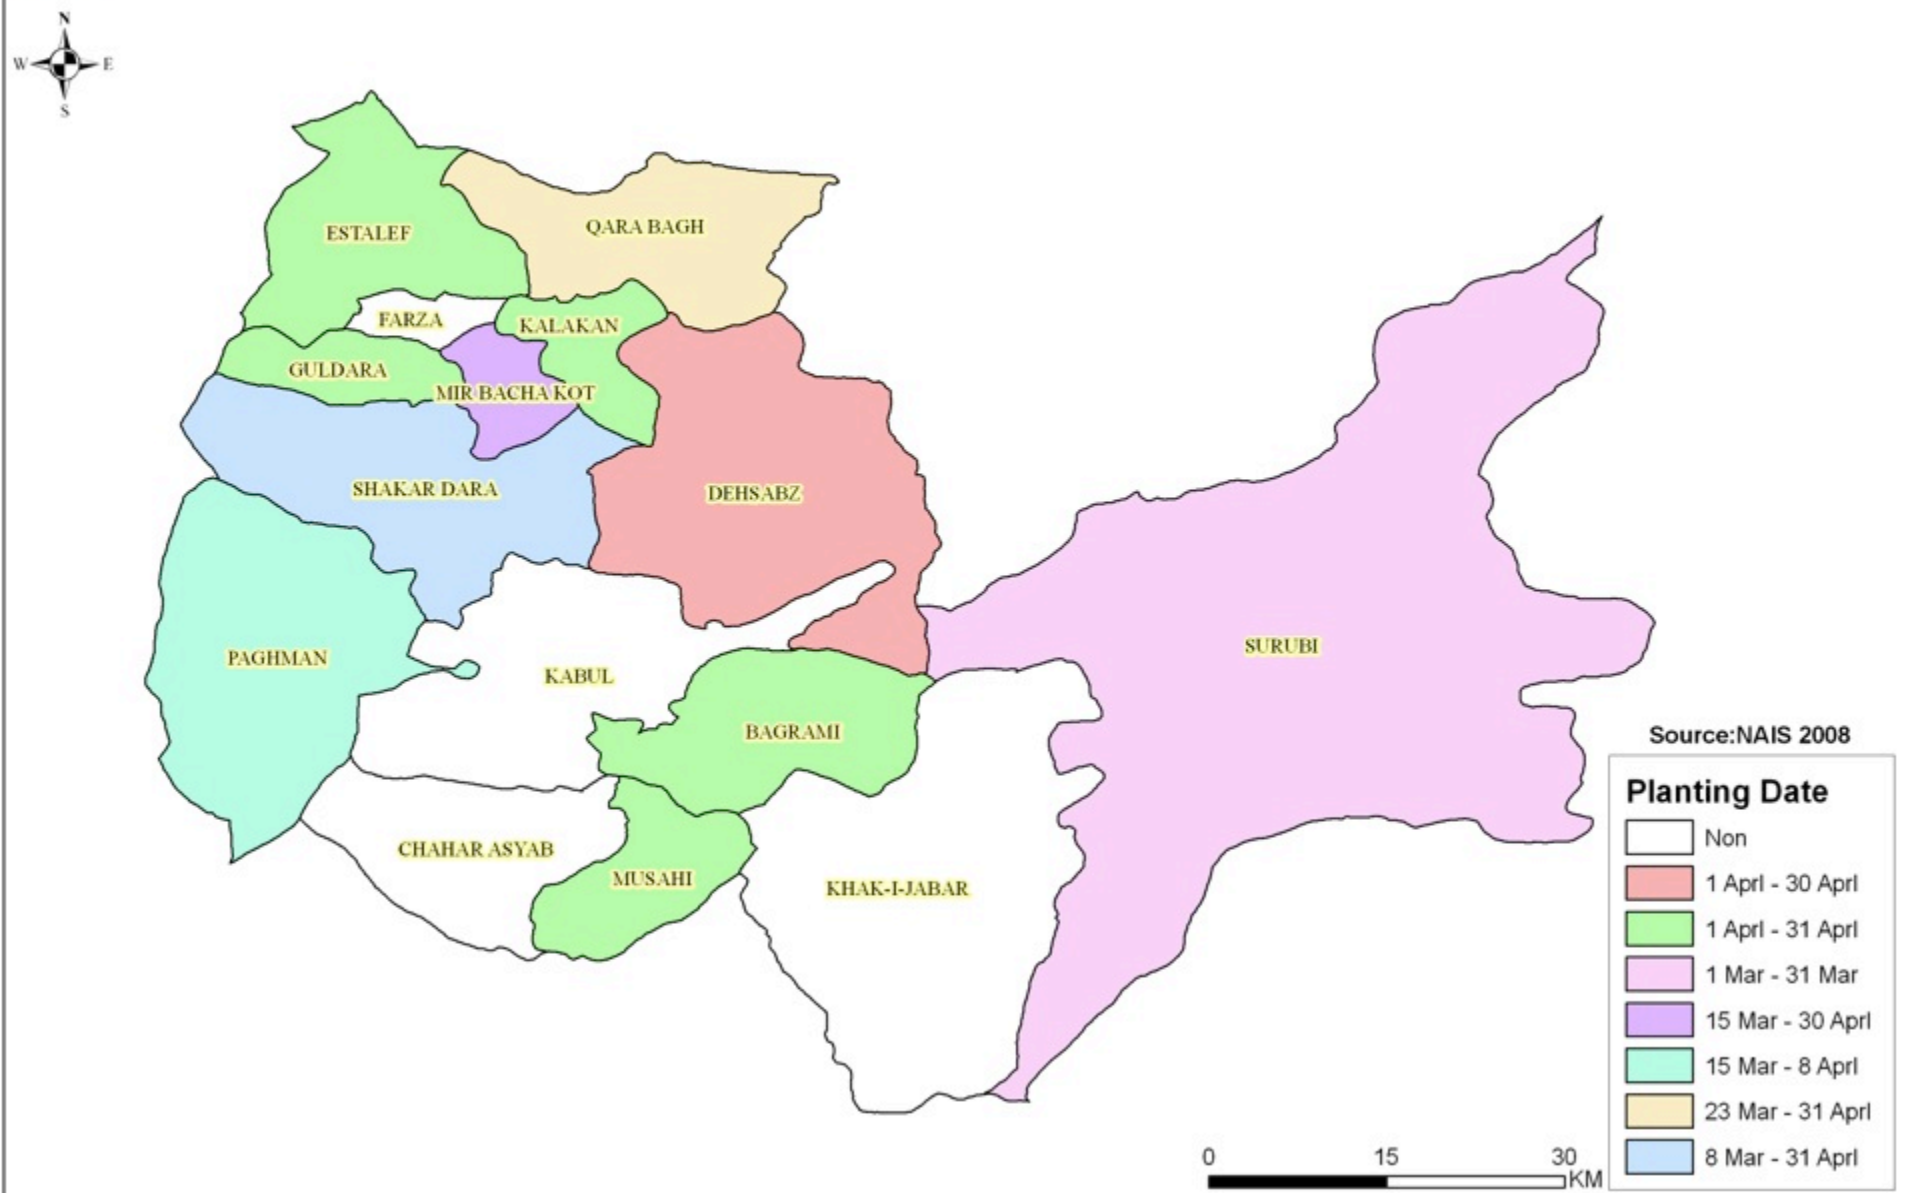 N
W E
S
ESTALEF
QARA BAGH
FARZA
KALAKAN
GULDARA
MIR BACHA KOT
SHAKAR DARA
DEHSABZ
PAGHMAN
KABUL
SURUBI
BAGRAMI
CHAHAR ASYAB
MUSAHI
KHAK-I-JABAR
Source:NAIS 2008
Planting Date
Non
1 Aprl - 30 Aprl
1 Aprl - 31 Aprl
1 Mar - 31 Mar
15 Mar - 30 Aprl
15 Mar - 8 Aprl
23 Mar - 31 Aprl
8 Mar - 31 Aprl
0 15 30
KM